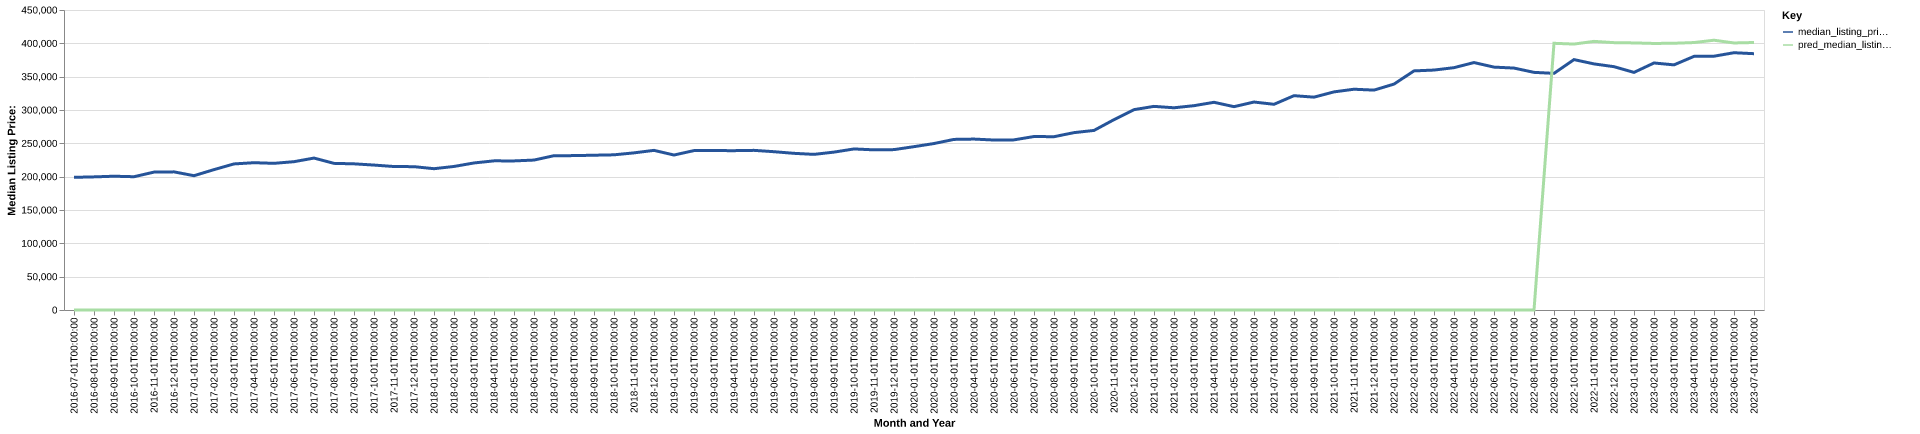 450,000
400,000
350,000
300,000
250,000
200,000
150,000
100,000
50,000
0
Median Listing Price:
2016-07-01T00:00:00
2016-08-01T00:00:00
2016-09-01T00:00:00
2016-10-01T00:00:00
2016-11-01T00:00:00
2016-12-01T00:00:00
2017-01-01T00:00:00
2017-02-01T00:00:00
2017-03-01T00:00:00
2017-04-01T00:00:00
2017-05-01T00:00:00
2017-06-01T00:00:00
2017-07-01T00:00:00
2017-08-01T00:00:00
2017-09-01T00:00:00
2017-10-01T00:00:00
2017-11-01T00:00:00
2017-12-01T00:00:00
2018-01-01T00:00:00
2018-02-01T00:00:00
2018-03-01T00:00:00
2018-04-01T00:00:00
2018-05-01T00:00:00
2018-06-01T00:00:00
2018-07-01T00:00:00
2018-08-01T00:00:00
2018-09-01T00:00:00
2018-10-01T00:00:00
2018-11-01T00:00:00
2018-12-01T00:00:00
2019-01-01T00:00:00
2019-02-01T00:00:00
2019-03-01T00:00:00
2019-04-01T00:00:00
2019-05-01T00:00:00
2019-06-01T00:00:00
2019-07-01T00:00:00
2019-08-01T00:00:00
2019-09-01T00:00:00
2019-10-01T00:00:00
2019-11-01T00:00:00
2019-12-01T00:00:00
2020-01-01T00:00:00
2020-02-01T00:00:00
2020-03-01T00:00:00
2020-04-01T00:00:00
2020-05-01T00:00:00
2020-06-01T00:00:00
2020-07-01T00:00:00
2020-08-01T00:00:00
2020-09-01T00:00:00
2020-10-01T00:00:00
2020-11-01T00:00:00
2020-12-01T00:00:00
2021-01-01T00:00:00
2021-02-01T00:00:00
2021-03-01T00:00:00
2021-04-01T00:00:00
2021-05-01T00:00:00
2021-06-01T00:00:00
2021-07-01T00:00:00
2021-08-01T00:00:00
2021-09-01T00:00:00
2021-10-01T00:00:00
2021-11-01T00:00:00
2021-12-01T00:00:00
2022-01-01T00:00:00
2022-02-01T00:00:00
2022-03-01T00:00:00
2022-04-01T00:00:00
2022-05-01T00:00:00
2022-06-01T00:00:00
2022-07-01T00:00:00
2022-08-01T00:00:00
2022-09-01T00:00:00
2022-10-01T00:00:00
2022-11-01T00:00:00
2022-12-01T00:00:00
2023-01-01T00:00:00
2023-02-01T00:00:00
2023-03-01T00:00:00
2023-04-01T00:00:00
2023-05-01T00:00:00
2023-06-01T00:00:00
2023-07-01T00:00:00
Month and Year
Key
median_listing_pri…
pred_median_listin…